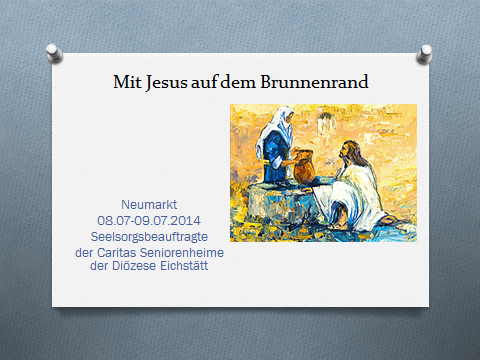 Mit Jesus auf dem Brunnenrand
Neumarkt
08.07-09.07.2014
Seelsorgsbeauftragte
der Caritas Seniorenheime
der Diözese Eichstätt